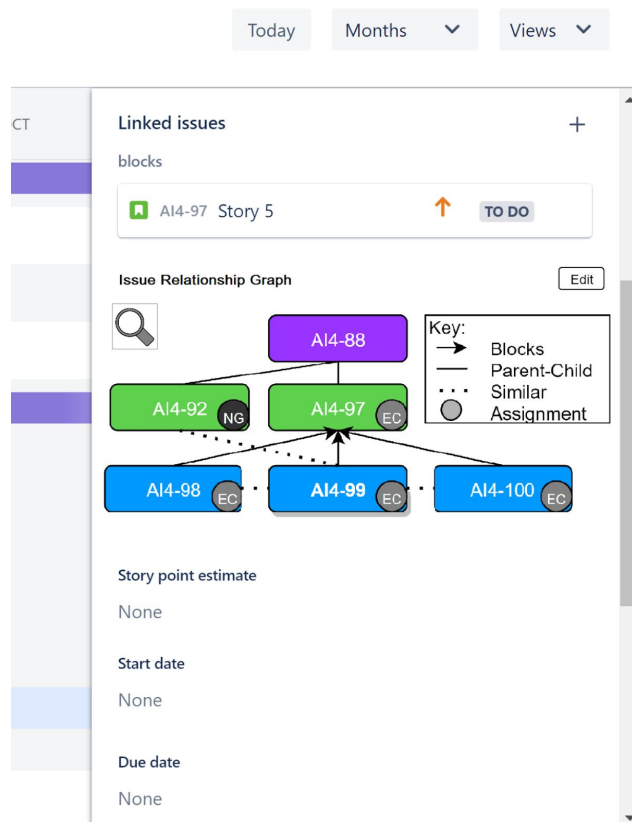 Today Months Views
CT
Linked issues
blocks
AI4-97 Story 5 TO DO
Issue Relationship Graph Edit
Key:
Blocks
Parent-Child
Similar
Assignment
AI4-88
AI4-92 NG AI4-97 EC
AI4-98 EC AI4-99 EC AI4-100 EC
Story point estimate
None
Start date
None
Due date
None